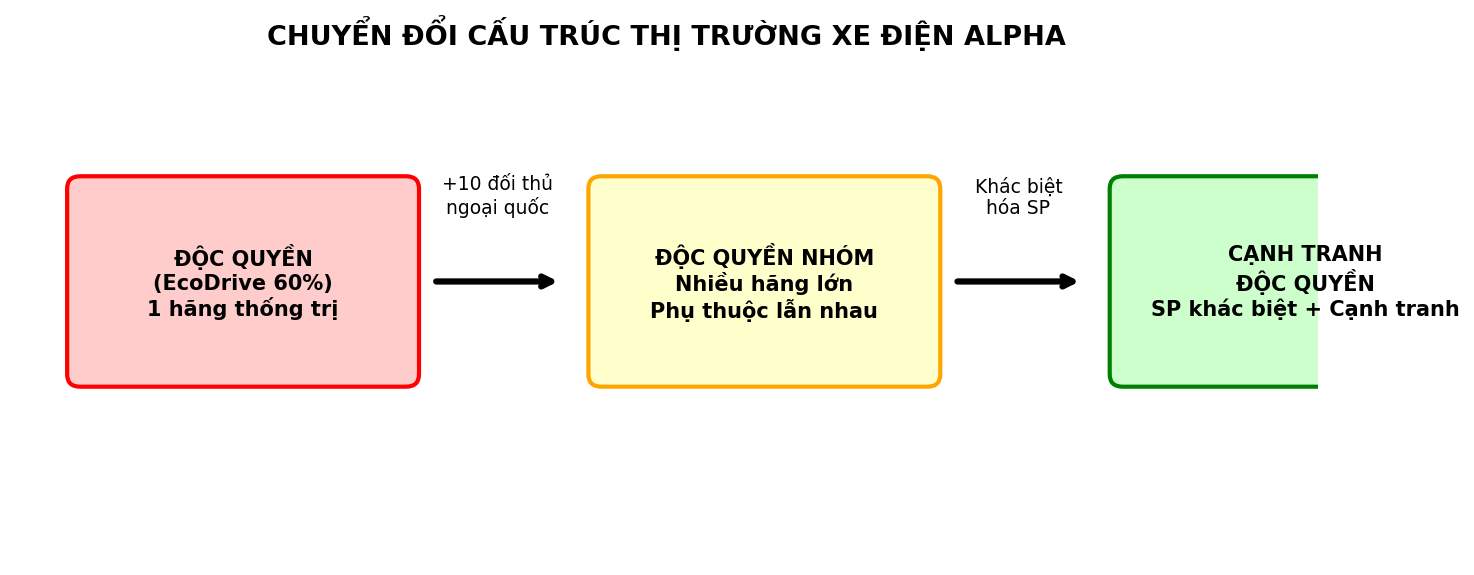 CHUYỂN ĐỔI CẤU TRÚC THỊ TRƯỜNG XE ĐIỆN ALPHA
ĐỘC QUYỀN
(EcoDrive 60%)
1 hãng thống trị
+10 đối thủ
ngoại quốc
ĐỘC QUYỀN NHÓM
Nhiều hãng lớn
Phụ thuộc lẫn nhau
Khác biệt
hóa SP
CẠNH TRANH
ĐỘC QUYỀN
SP khác biệt + Cạnh tranh